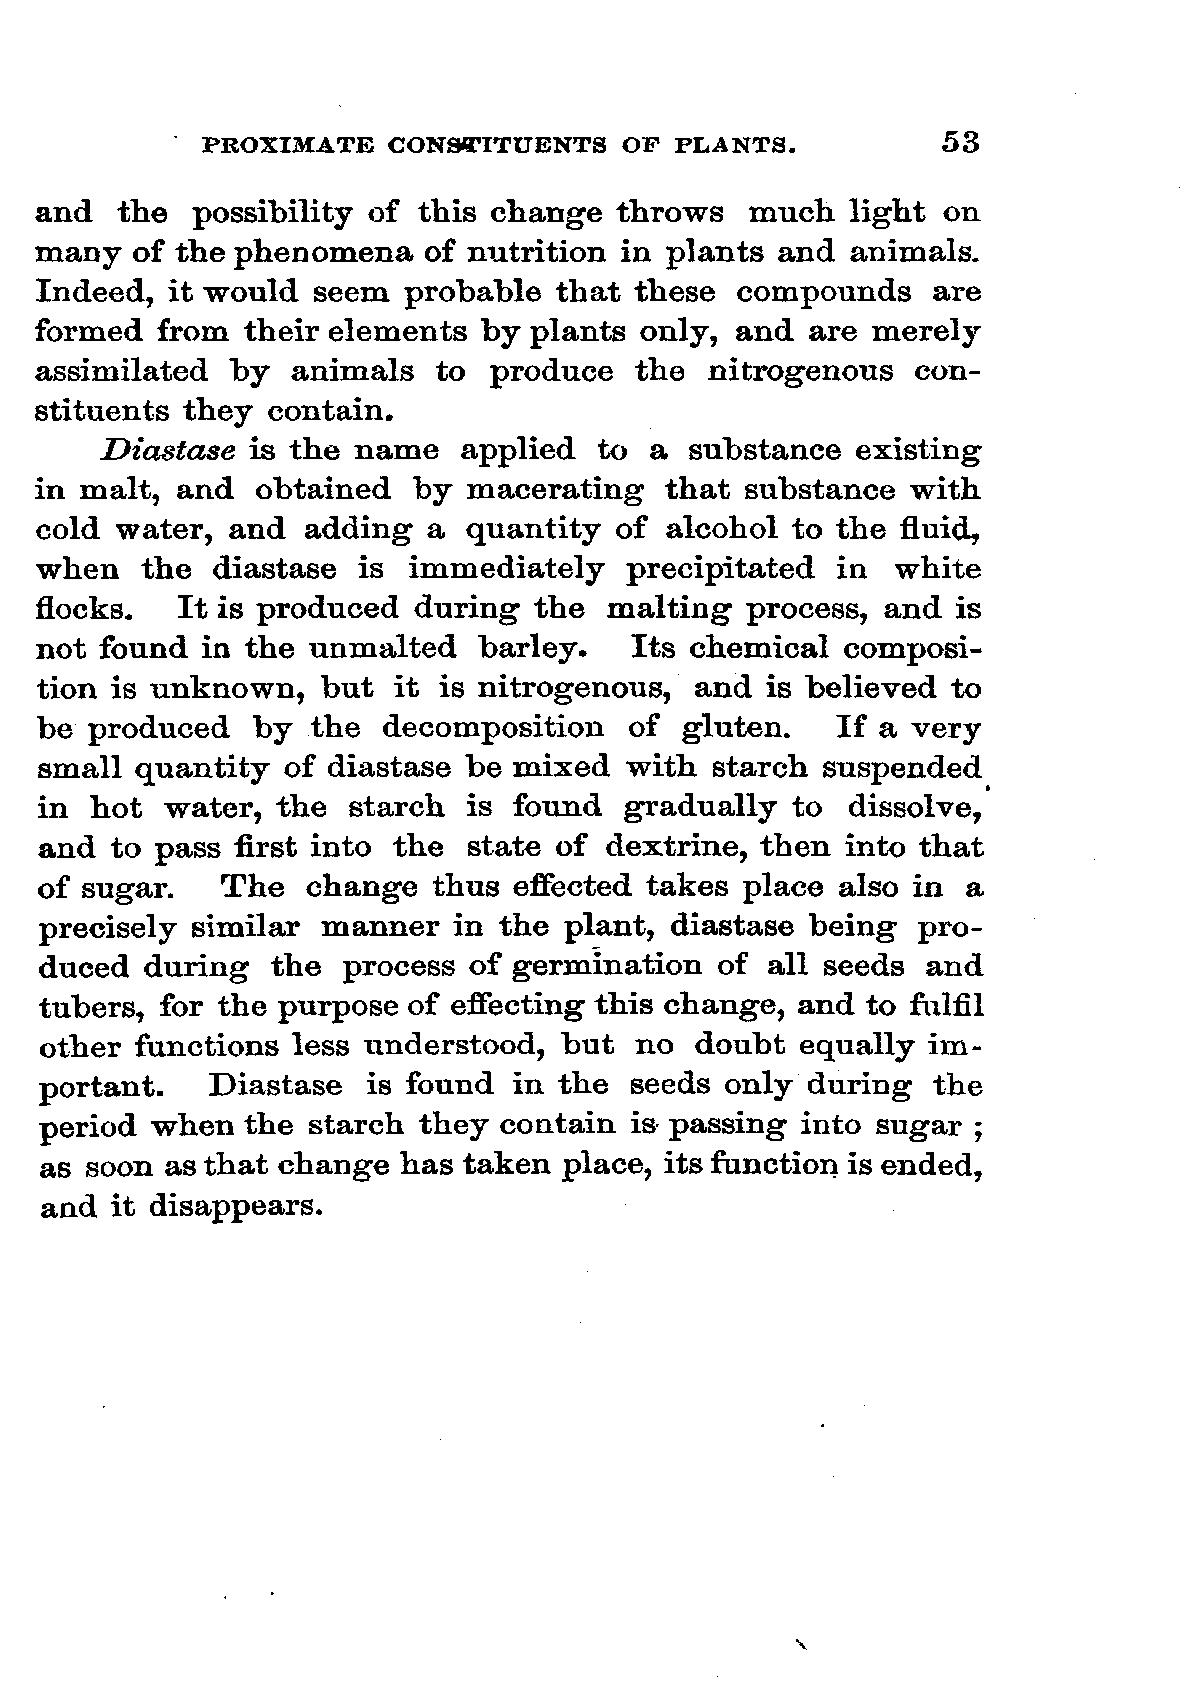 PROXIMATE CONSTITUENTS OF PLANTS. 53
and the possibility of this change throws much light on
many of the phenomena of nutrition in plants and animals.
Indeed, it would seem probable that these compounds are
formed from their elements by plants only, and are merely
assimilated by animals to produce the nitrogenous con-
stituents they contain.
Diastase is the name applied to a substance existing
in malt, and obtained by macerating that substance with
cold water, and adding a quantity of alcohol to the fluid,
when the diastase is immediately precipitated in white
flocks. It is produced during the malting process, and is
not found in the unmalted barley. Its chemical composi-
tion is unknown, but it is nitrogenous, and is believed to
be produced by the decomposition of gluten. If a very
small quantity of diastase be mixed with starch suspended
in hot water, the starch is found gradually to dissolve,
and to pass first into the state of dextrine, then into that
of sugar. The change thus effected takes place also in a
precisely similar manner in the plant, diastase being pro-
duced during the process of germination of all seeds and
tubers, for the purpose of effecting this change, and to fulfil
other functions less understood, but no doubt equally im-
portant. Diastase is found in the seeds only during the
period when the starch they contain is passing into sugar ;
as soon as that change has taken place, its function is ended,
and it disappears.